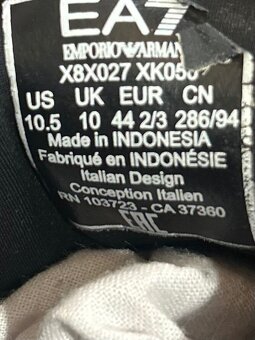 EA7
EMPORIO ARMAN
X8X027 XK050
US UK EUR CN
10.5 10 44 2/3 286/94
Made in INDONESIA
Fabriqué en INDONÉSIE
Italian Design
Conception Italien
RN 103723 - CA 37360
EAC